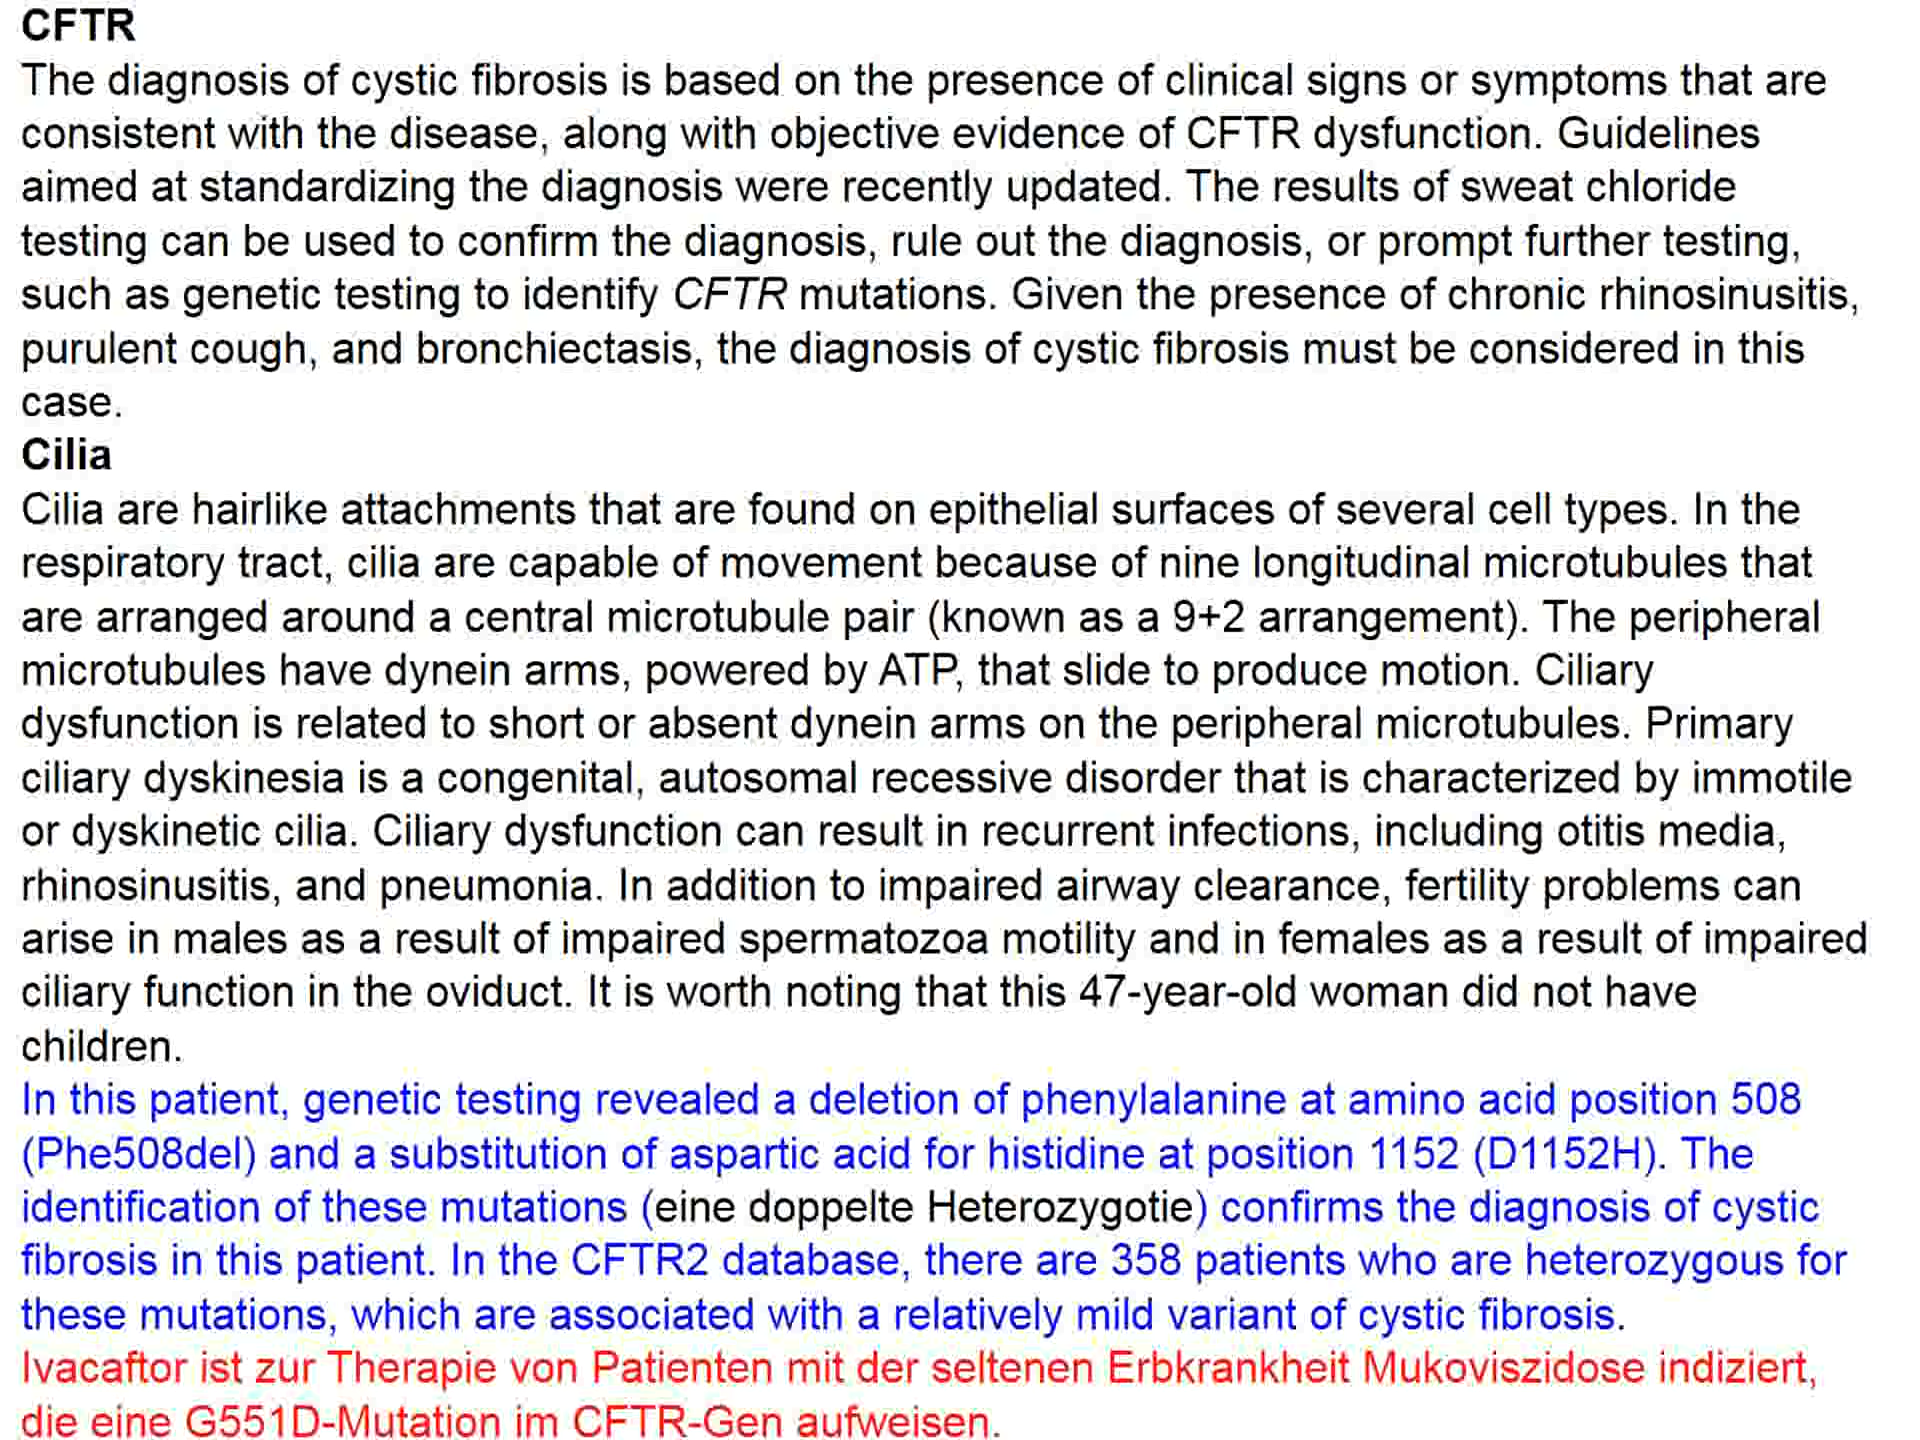 CFTR
The diagnosis of cystic fibrosis is based on the presence of clinical signs or symptoms that are
consistent with the disease, along with objective evidence of CFTR dysfunction. Guidelines
aimed at standardizing the diagnosis were recently updated. The results of sweat chloride
testing can be used to confirm the diagnosis, rule out the diagnosis, or prompt further testing,
such as genetic testing to identify CFTR mutations. Given the presence of chronic rhinosinusitis,
purulent cough, and bronchiectasis, the diagnosis of cystic fibrosis must be considered in this
case.
Cilia
Cilia are hairlike attachments that are found on epithelial surfaces of several cell types. In the
respiratory tract, cilia are capable of movement because of nine longitudinal microtubules that
are arranged around a central microtubule pair (known as a 9+2 arrangement). The peripheral
microtubules have dynein arms, powered by ATP, that slide to produce motion. Ciliary
dysfunction is related to short or absent dynein arms on the peripheral microtubules. Primary
ciliary dyskinesia is a congenital, autosomal recessive disorder that is characterized by immotile
or dyskinetic cilia. Ciliary dysfunction can result in recurrent infections, including otitis media,
rhinosinusitis, and pneumonia. In addition to impaired airway clearance, fertility problems can
arise in males as a result of impaired spermatozoa motility and in females as a result of impaired
ciliary function in the oviduct. It is worth noting that this 47-year-old woman did not have
children.
In this patient, genetic testing revealed a deletion of phenylalanine at amino acid position 508
(Phe508del) and a substitution of aspartic acid for histidine at position 1152 (D1152H). The
identification of these mutations (eine doppelte Heterozygotie) confirms the diagnosis of cystic
fibrosis in this patient. In the CFTR2 database, there are 358 patients who are heterozygous for
these mutations, which are associated with a relatively mild variant of cystic fibrosis.
Ivacaftor ist zur Therapie von Patienten mit der seltenen Erbkrankheit Mukoviszidose indiziert,
die eine G551D-Mutation im CFTR-Gen aufweisen.